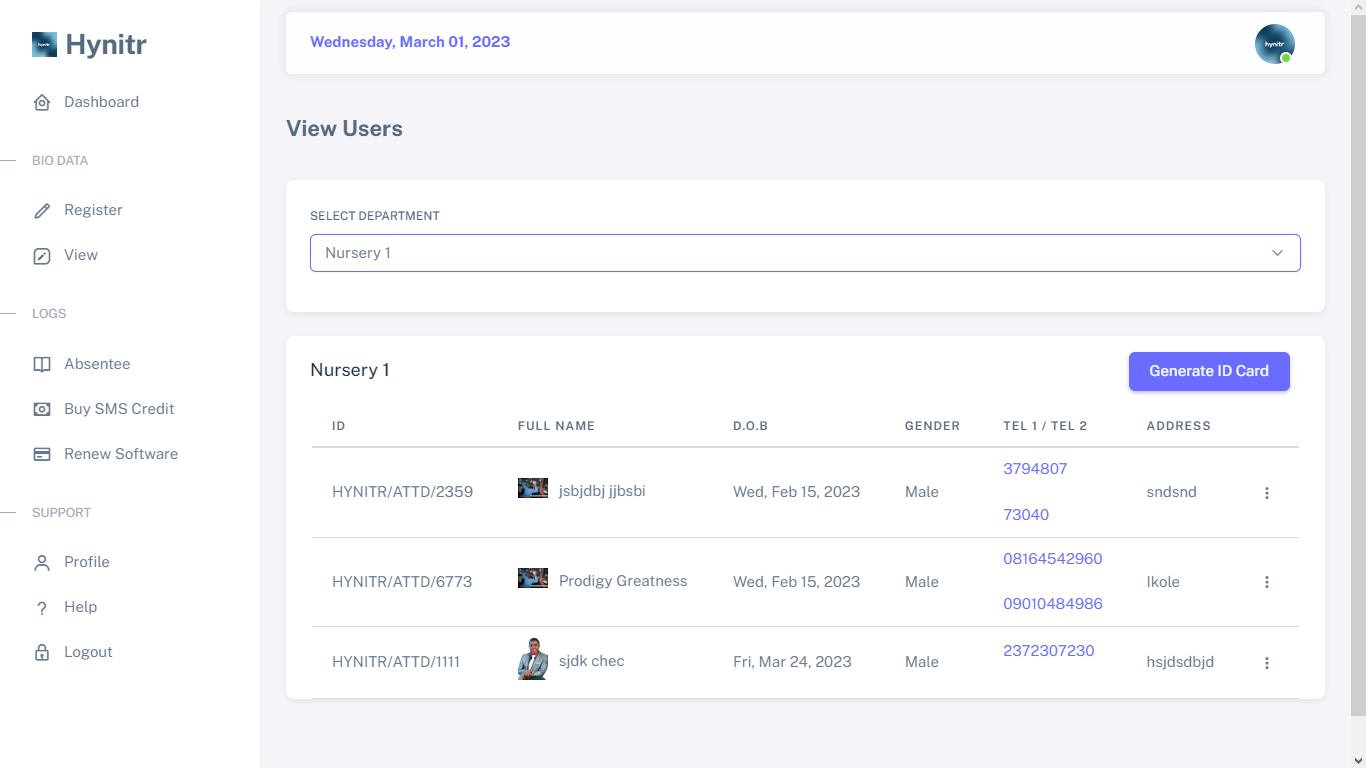 Hynitr
Wednesday, March 01, 2023
hynitr
Dashboard
View Users
BIO DATA
Register
SELECT DEPARTMENT
View
Nursery 1
LOGS
Absentee
Nursery 1
Generate ID Card
Buy SMS Credit
ID FULL NAME D.O.B GENDER TEL 1 / TEL 2 ADDRESS
Renew Software
3794807
HYNITR/ATTD/2359 jsbjdbj jjbsbi Wed, Feb 15, 2023 Male sndsnd
73040
SUPPORT
Profile
08164542960
HYNITR/ATTD/6773 Prodigy Greatness Wed, Feb 15, 2023 Male Ikole
09010484986
Help
Logout
2372307230
HYNITR/ATTD/1111 sjdk chec Fri, Mar 24, 2023 Male hsjdsdbjd